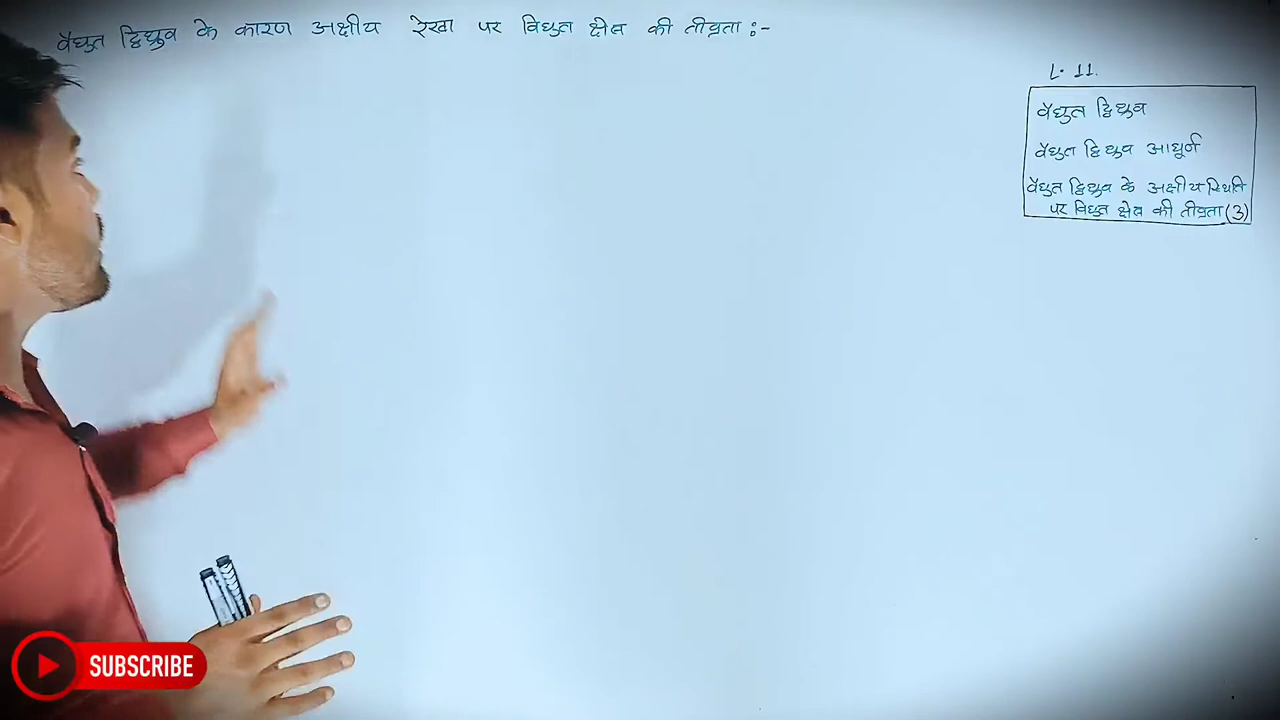 वैद्युत द्विध्रुव के कारण अक्षीय रेखा पर विद्युत क्षेत्र की तीव्रता :-
L. 11.
वैद्युत द्विध्रुव
वैद्युत द्विध्रुव आघूर्ण
वैद्युत द्विध्रुव के अक्षीय स्थिति
पर विद्युत क्षेत्र की तीव्रता (3)
SUBSCRIBE